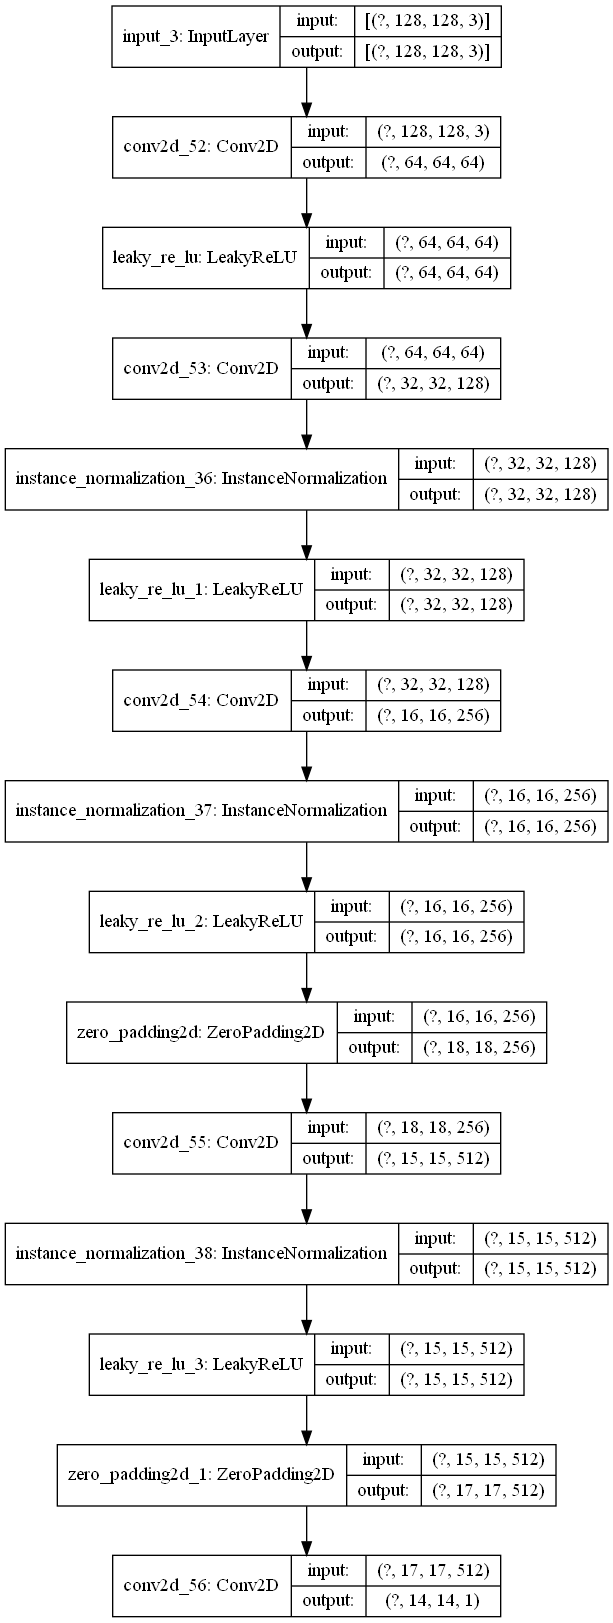 input_3: InputLayer
input: [(?, 128, 128, 3)]
output: [(?, 128, 128, 3)]
conv2d_52: Conv2D
input: (?, 128, 128, 3)
output: (?, 64, 64, 64)
leaky_re_lu: LeakyReLU
input: (?, 64, 64, 64)
output: (?, 64, 64, 64)
conv2d_53: Conv2D
input: (?, 64, 64, 64)
output: (?, 32, 32, 128)
instance_normalization_36: InstanceNormalization
input: (?, 32, 32, 128)
output: (?, 32, 32, 128)
leaky_re_lu_1: LeakyReLU
input: (?, 32, 32, 128)
output: (?, 32, 32, 128)
conv2d_54: Conv2D
input: (?, 32, 32, 128)
output: (?, 16, 16, 256)
instance_normalization_37: InstanceNormalization
input: (?, 16, 16, 256)
output: (?, 16, 16, 256)
leaky_re_lu_2: LeakyReLU
input: (?, 16, 16, 256)
output: (?, 16, 16, 256)
zero_padding2d: ZeroPadding2D
input: (?, 16, 16, 256)
output: (?, 18, 18, 256)
conv2d_55: Conv2D
input: (?, 18, 18, 256)
output: (?, 15, 15, 512)
instance_normalization_38: InstanceNormalization
input: (?, 15, 15, 512)
output: (?, 15, 15, 512)
leaky_re_lu_3: LeakyReLU
input: (?, 15, 15, 512)
output: (?, 15, 15, 512)
zero_padding2d_1: ZeroPadding2D
input: (?, 15, 15, 512)
output: (?, 17, 17, 512)
conv2d_56: Conv2D
input: (?, 17, 17, 512)
output: (?, 14, 14, 1)